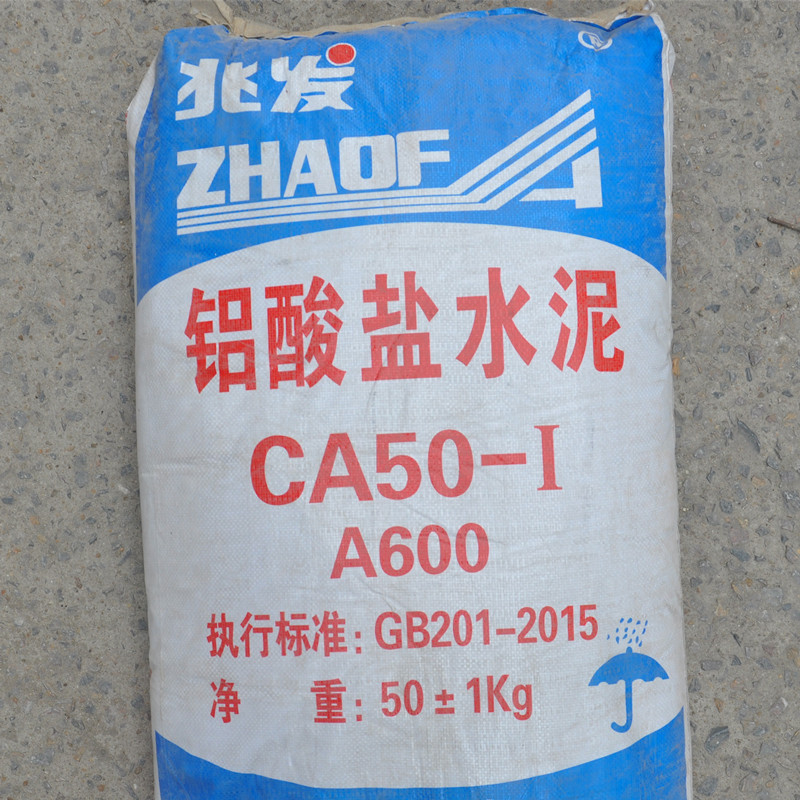 兆发
ZHAOFA
铝酸盐水泥
CA50-I
A600
执行标准：GB201-2015
净 重：50±1Kg